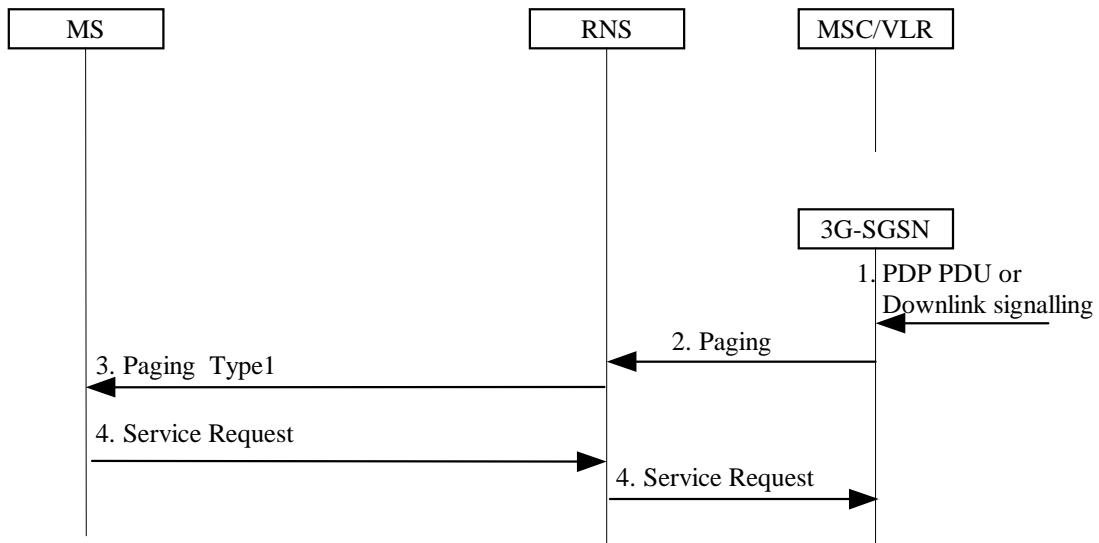 MS
RNS
MSC/VLR
3G-SGSN
1. PDP PDU or
Downlink signalling
2. Paging
3. Paging Type1
4. Service Request
4. Service Request